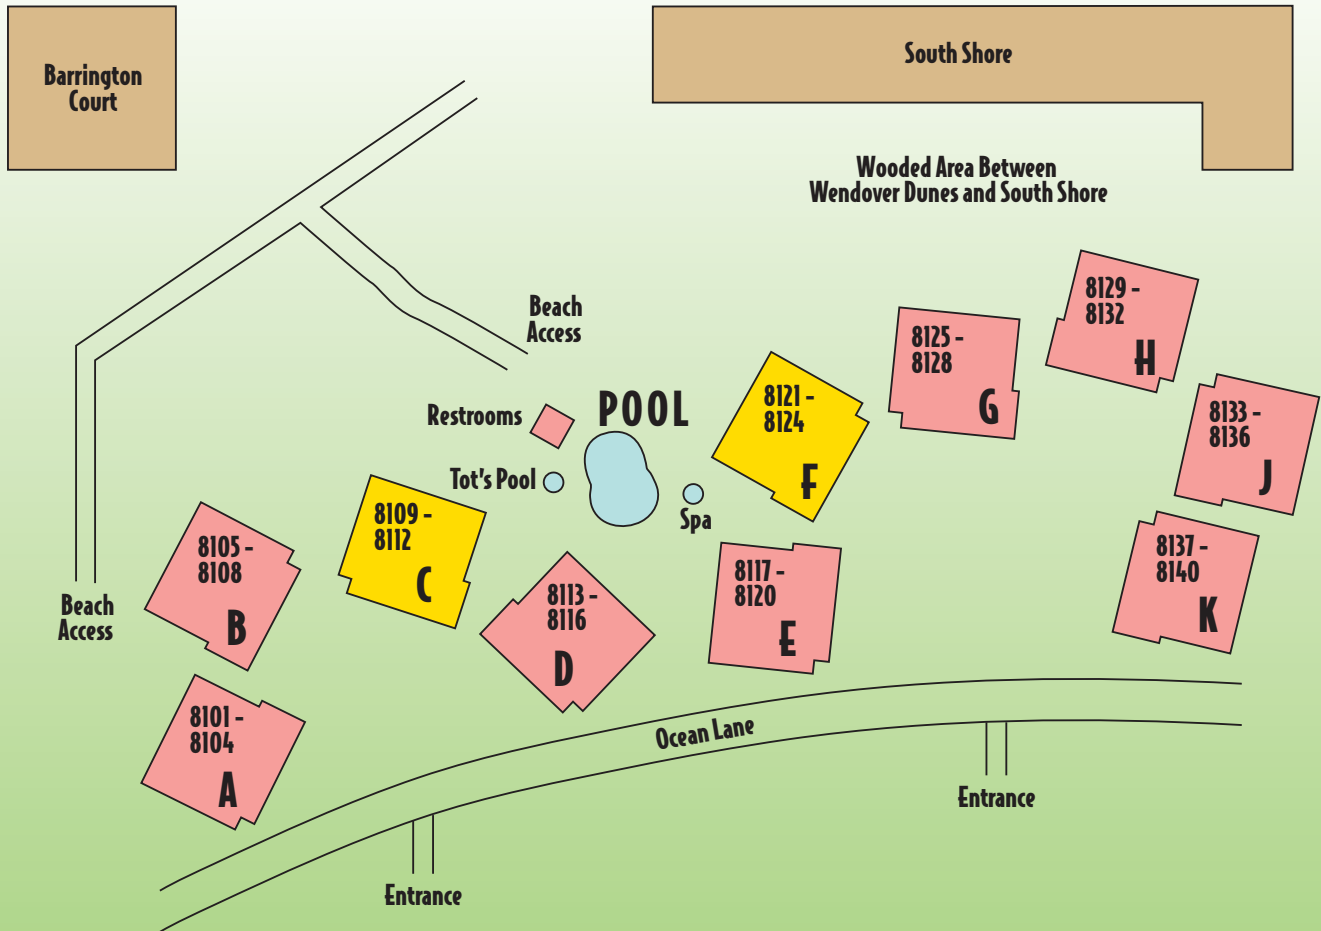 Barrington
Court
South Shore
Wooded Area Between
Wendover Dunes and South Shore
Beach
Access
8129 -
8132
H
8125 -
8128
G
POOL
Restrooms
8121 -
8124
F
8133 -
8136
J
Tot's Pool
Spa
8109 -
8112
C
8105 -
8108
B
8113 -
8116
D
8117 -
8120
E
8137 -
8140
K
Beach
Access
8101 -
8104
A
Ocean Lane
Entrance
Entrance